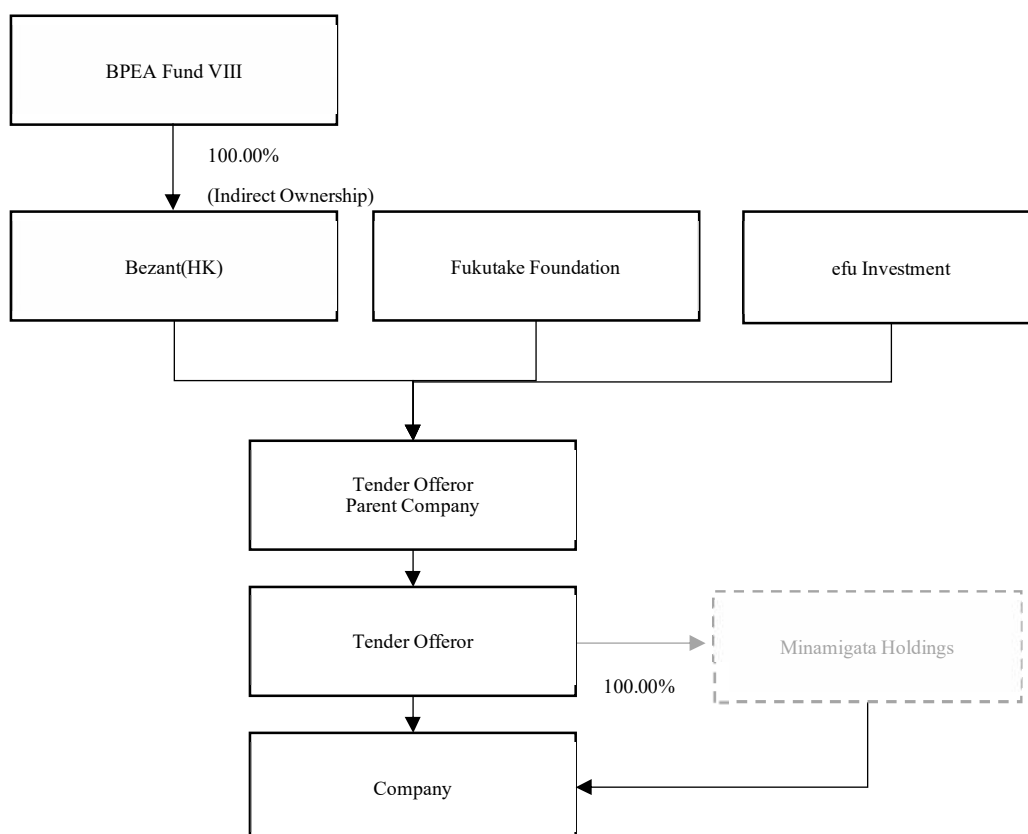 BPEA Fund VIII
100.00%
(Indirect Ownership)
Bezant(HK)
Fukutake Foundation
efu Investment
Tender Offeror
Parent Company
Tender Offeror
Minamigata Holdings
100.00%
Company